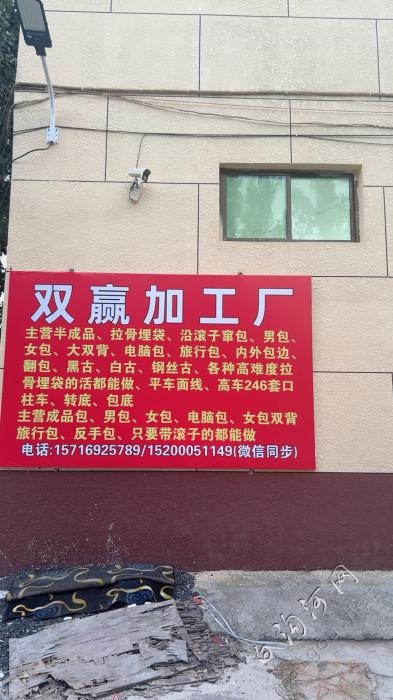 双赢加工厂
主营半成品、拉骨埋袋、沿滚子窜包、男包、
女包、大双背、电脑包、旅行包、内外包边、
翻包、黑古、白古、钢丝古、各种高难度拉
骨埋袋的活都能做、平车面线、高车246套口
柱车、转底、包底
主营成品包、男包、女包、电脑包、女包双背
旅行包、反手包、只要带滚子的都能做
电话:15716925789/15200051149(微信同步)
白沟河网